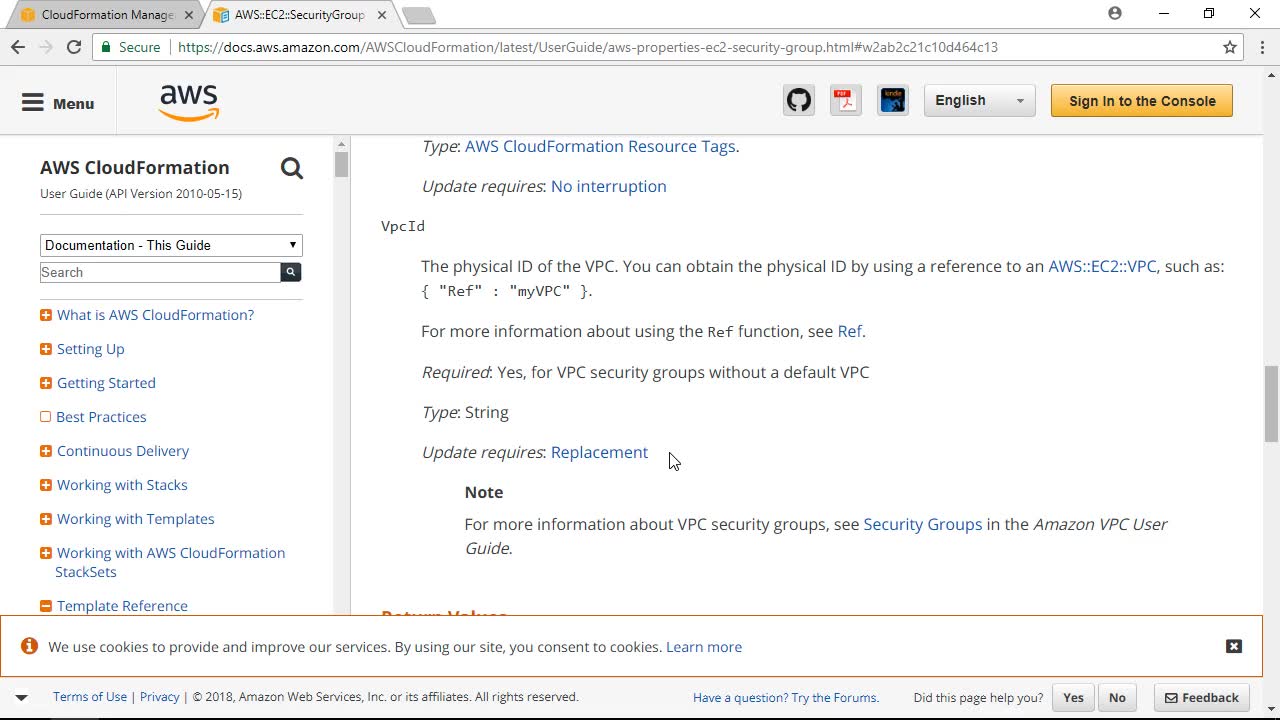 CloudFormation Manage
AWS::EC2::SecurityGroup
Secure
https://docs.aws.amazon.com/AWSCloudFormation/latest/UserGuide/aws-properties-ec2-security-group.html#w2ab2c21c10d464c13
Menu
aws
PDF
kindle
English
Sign In to the Console
AWS CloudFormation
User Guide (API Version 2010-05-15)
Documentation - This Guide
Search
What is AWS CloudFormation?
Setting Up
Getting Started
Best Practices
Continuous Delivery
Working with Stacks
Working with Templates
Working with AWS CloudFormation
StackSets
Template Reference
Type: AWS CloudFormation Resource Tags.
Update requires: No interruption
VpcId
The physical ID of the VPC. You can obtain the physical ID by using a reference to an AWS::EC2::VPC, such as:
{ "Ref" : "myVPC" }.
For more information about using the Ref function, see Ref.
Required: Yes, for VPC security groups without a default VPC
Type: String
Update requires: Replacement
Note
For more information about VPC security groups, see Security Groups in the Amazon VPC User
Guide.
Return Values
We use cookies to provide and improve our services. By using our site, you consent to cookies. Learn more
Terms of Use | Privacy | © 2018, Amazon Web Services, Inc. or its affiliates. All rights reserved.
Have a question? Try the Forums.
Did this page help you?
Yes
No
Feedback